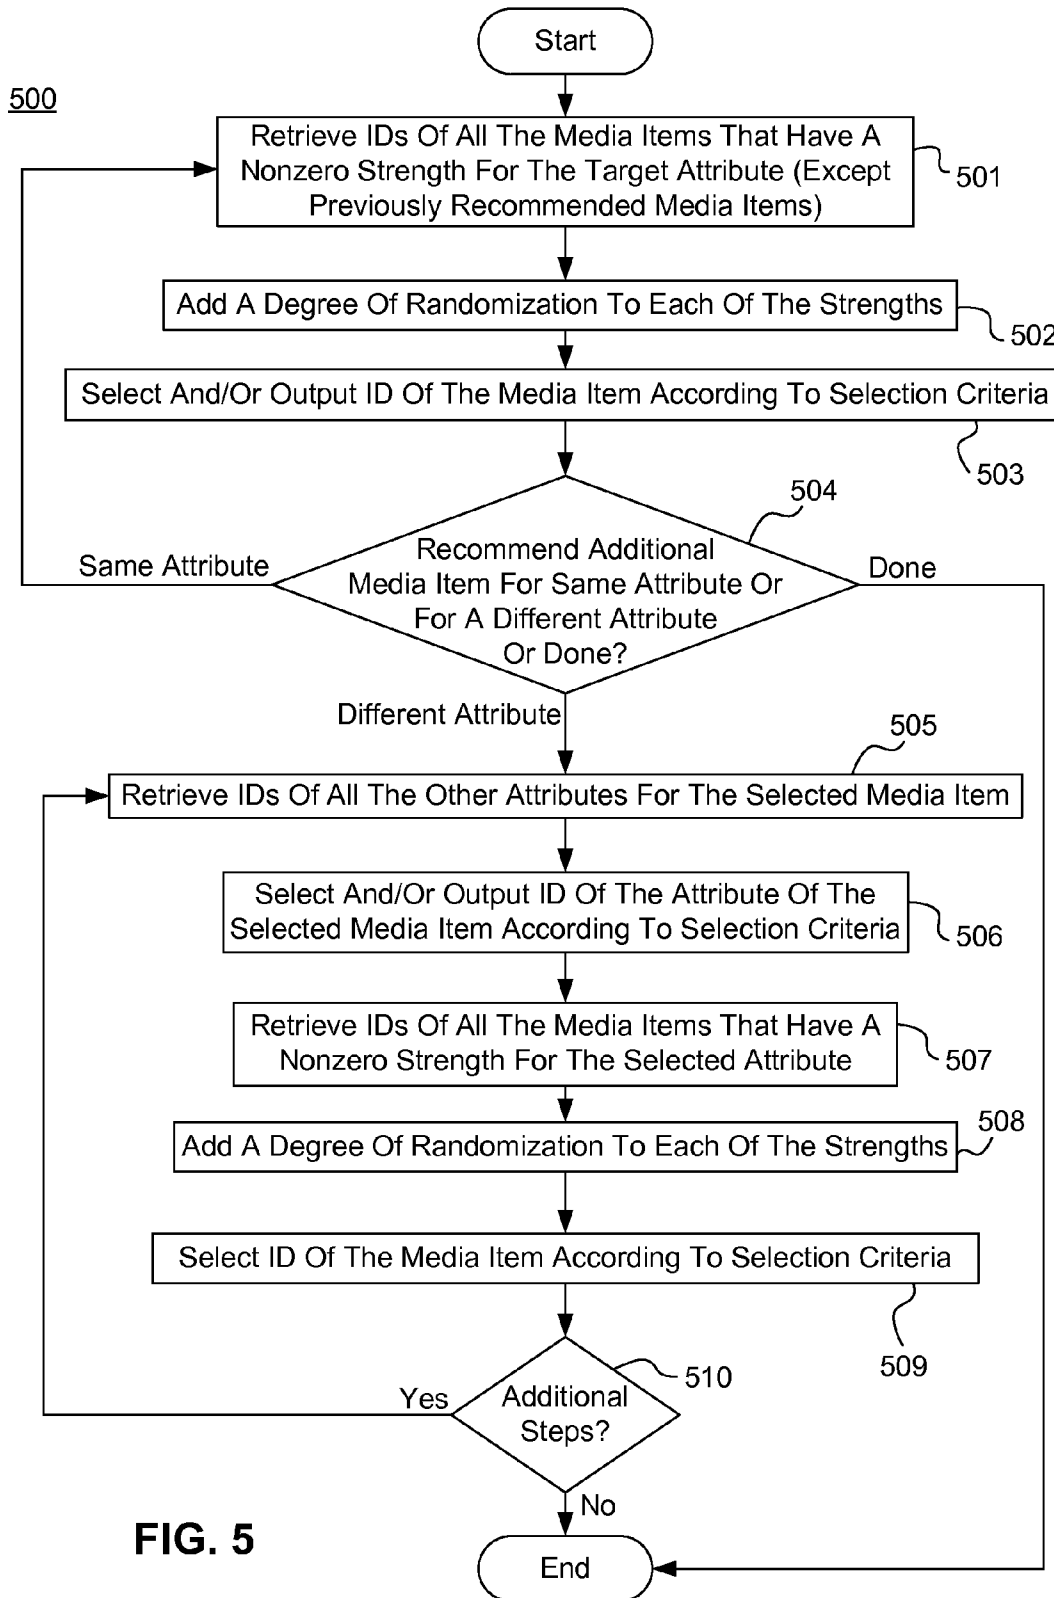 Start
500
Retrieve IDs Of All The Media Items That Have A
Nonzero Strength For The Target Attribute (Except
Previously Recommended Media Items)
501
Add A Degree Of Randomization To Each Of The Strengths
502
Select And/Or Output ID Of The Media Item According To Selection Criteria
503
504
Recommend Additional
Media Item For Same Attribute Or
For A Different Attribute
Or Done?
Same Attribute
Done
Different Attribute
505
Retrieve IDs Of All The Other Attributes For The Selected Media Item
Select And/Or Output ID Of The Attribute Of The
Selected Media Item According To Selection Criteria
506
Retrieve IDs Of All The Media Items That Have A
Nonzero Strength For The Selected Attribute
507
508
Add A Degree Of Randomization To Each Of The Strengths
Select ID Of The Media Item According To Selection Criteria
509
510
Yes
Additional
Steps?
No
FIG. 5
End